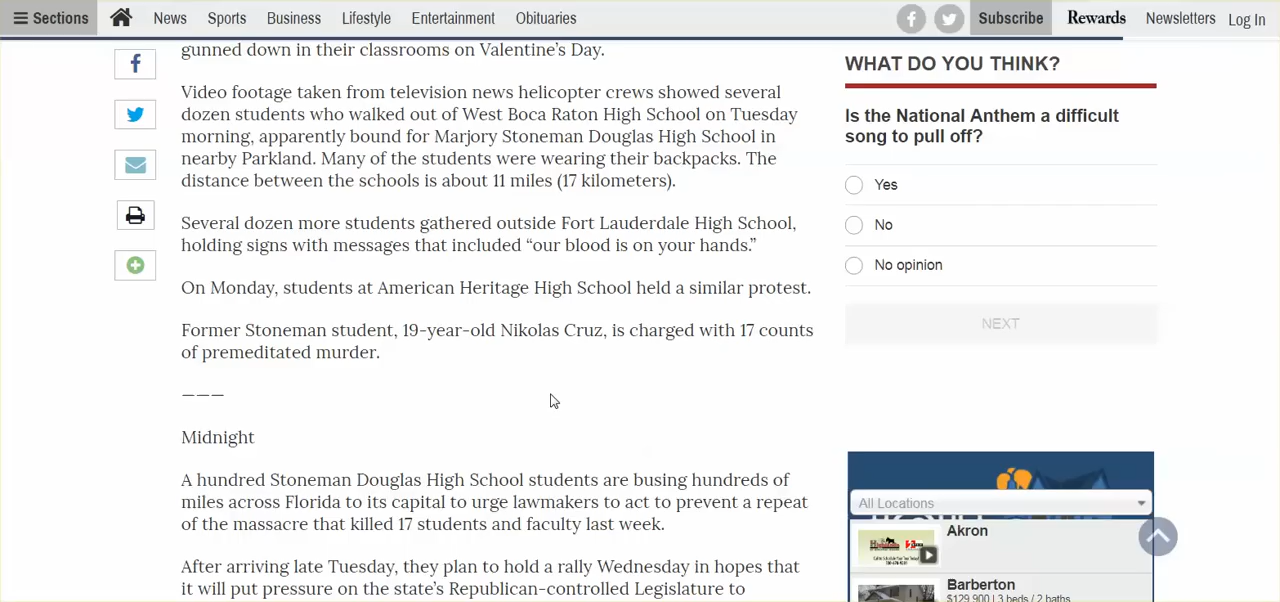 Sections News Sports Business Lifestyle Entertainment Obituaries Subscribe Rewards Newsletters Log In
gunned down in their classrooms on Valentine's Day.
Video footage taken from television news helicopter crews showed several
dozen students who walked out of West Boca Raton High School on Tuesday
morning, apparently bound for Marjory Stoneman Douglas High School in
nearby Parkland. Many of the students were wearing their backpacks. The
distance between the schools is about 11 miles (17 kilometers).
Several dozen more students gathered outside Fort Lauderdale High School,
holding signs with messages that included “our blood is on your hands.”
On Monday, students at American Heritage High School held a similar protest.
Former Stoneman student, 19-year-old Nikolas Cruz, is charged with 17 counts
of premeditated murder.
———
Midnight
A hundred Stoneman Douglas High School students are busing hundreds of
miles across Florida to its capital to urge lawmakers to act to prevent a repeat
of the massacre that killed 17 students and faculty last week.
After arriving late Tuesday, they plan to hold a rally Wednesday in hopes that
it will put pressure on the state's Republican-controlled Legislature to
WHAT DO YOU THINK?
Is the National Anthem a difficult
song to pull off?
Yes
No
No opinion
NEXT
All Locations
Akron
Barberton
$129,900 | 3 beds / 2 baths